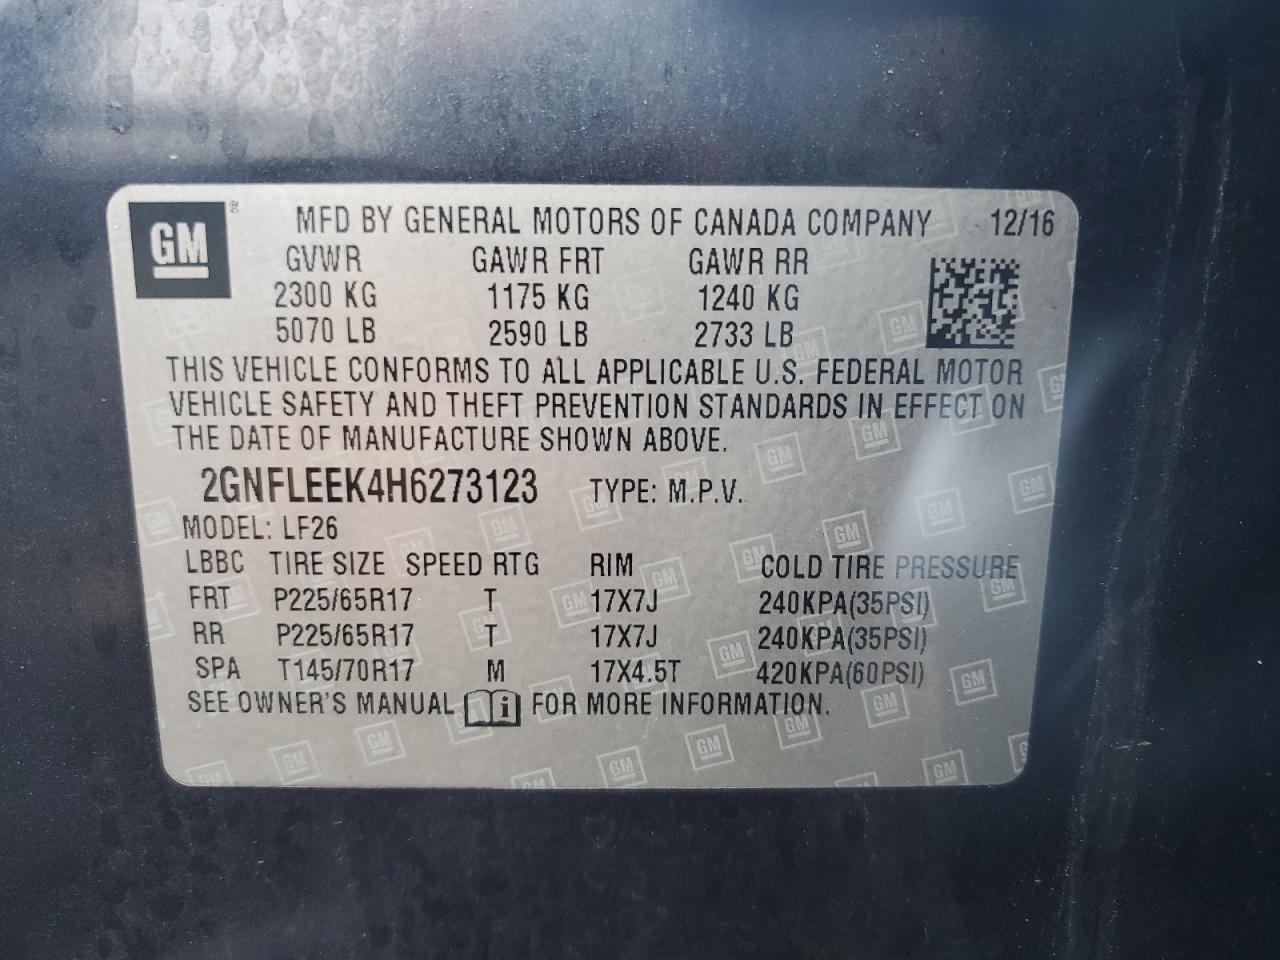 GM ® MFD BY GENERAL MOTORS OF CANADA COMPANY 12/16
GVWR GAWR FRT GAWR RR
2300 KG 1175 KG 1240 KG
5070 LB 2590 LB 2733 LB
THIS VEHICLE CONFORMS TO ALL APPLICABLE U.S. FEDERAL MOTOR
VEHICLE SAFETY AND THEFT PREVENTION STANDARDS IN EFFECT ON
THE DATE OF MANUFACTURE SHOWN ABOVE.
2GNFLEEK4H6273123 TYPE: M.P.V.
MODEL: LF26
LBBC TIRE SIZE SPEED RTG RIM COLD TIRE PRESSURE
FRT P225/65R17 T 17X7J 240KPA(35PSI)
RR P225/65R17 T 17X7J 240KPA(35PSI)
SPA T145/70R17 M 17X4.5T 420KPA(60PSI)
SEE OWNER'S MANUAL i FOR MORE INFORMATION.